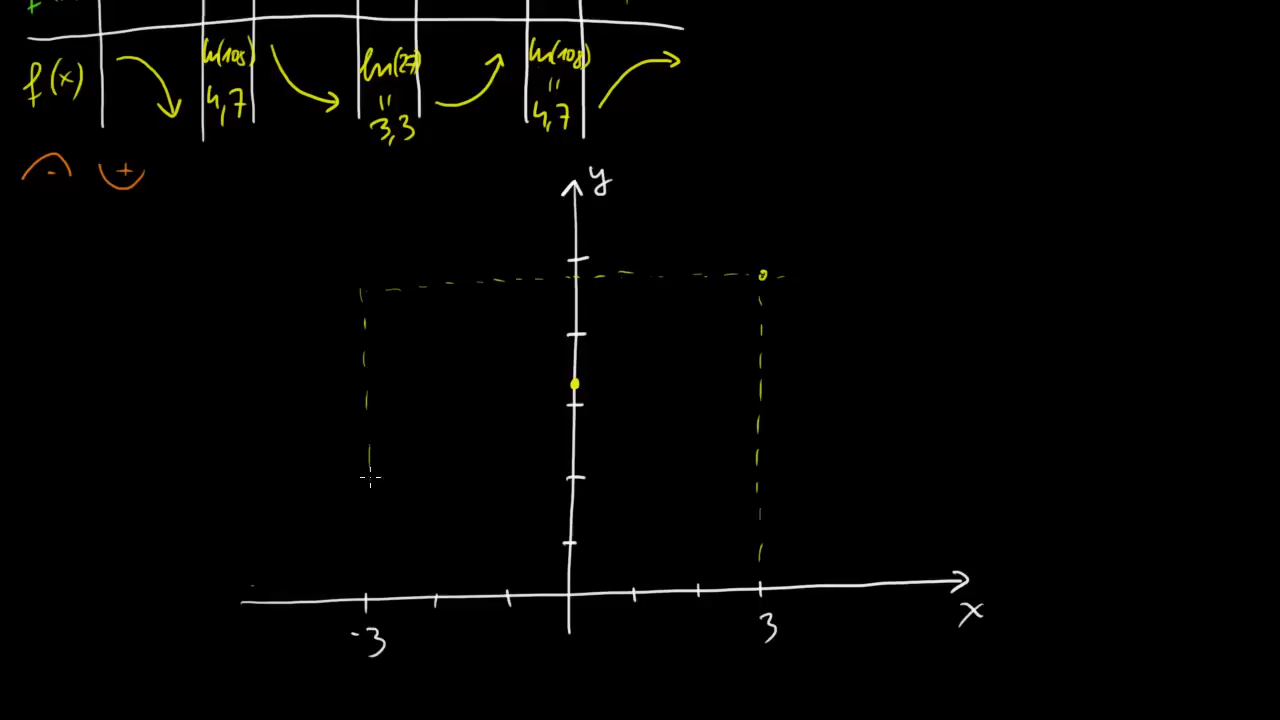 ln(108) ln(27) ln(108)
f(x) 4,7 = 3,3 = 4,7
- +
y
-3 3 x